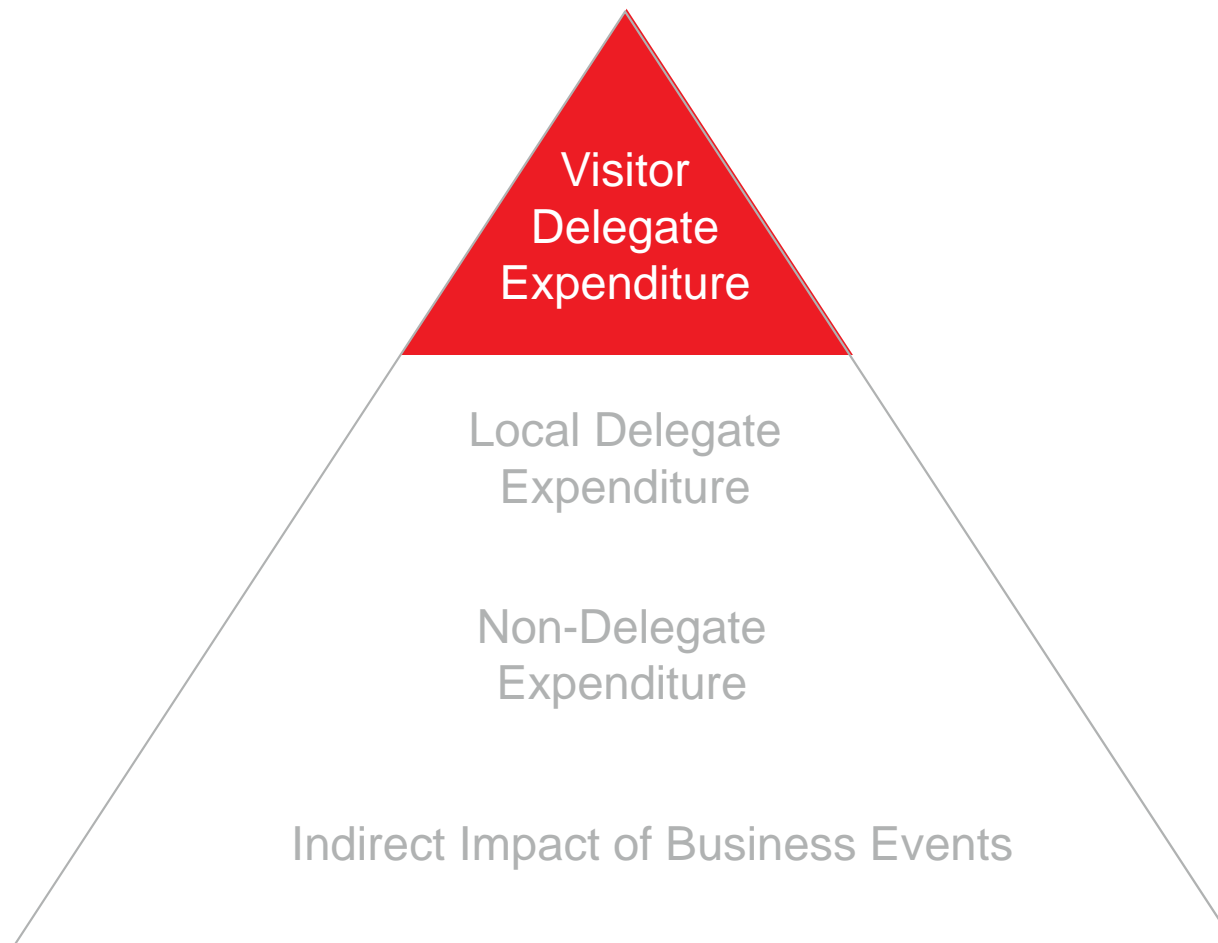 Visitor
Delegate
Expenditure
Local Delegate
Expenditure
Non-Delegate
Expenditure
Indirect Impact of Business Events